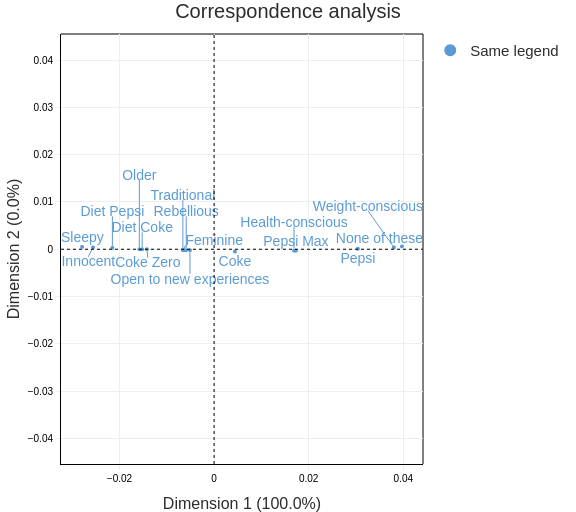 Correspondence analysis
Same legend
0.04
0.03
0.02
0.01
0
−0.01
−0.02
−0.03
−0.04
Dimension 2 (0.0%)
Older
Traditional
Diet Pepsi
Rebellious
Weight-conscious
Diet Coke
Health-conscious
Sleepy
Feminine
Pepsi Max
None of these
Innocent
Coke Zero
Coke
Pepsi
Open to new experiences
−0.02
0
0.02
0.04
Dimension 1 (100.0%)